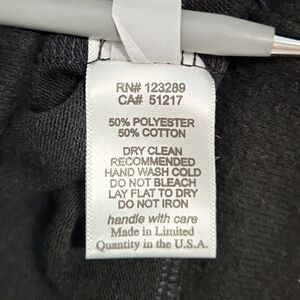 RN# 123289
CA# 51217
50% POLYESTER
50% COTTON
DRY CLEAN
RECOMMENDED
HAND WASH COLD
DO NOT BLEACH
LAY FLAT TO DRY
DO NOT IRON
handle with care
Made in Limited
Quantity in the U.S.A.